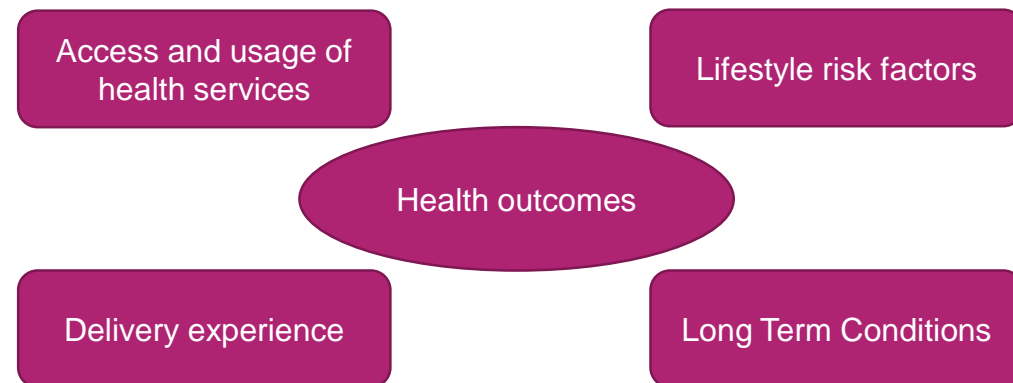 Access and usage of
health services
Lifestyle risk factors
Health outcomes
Delivery experience
Long Term Conditions